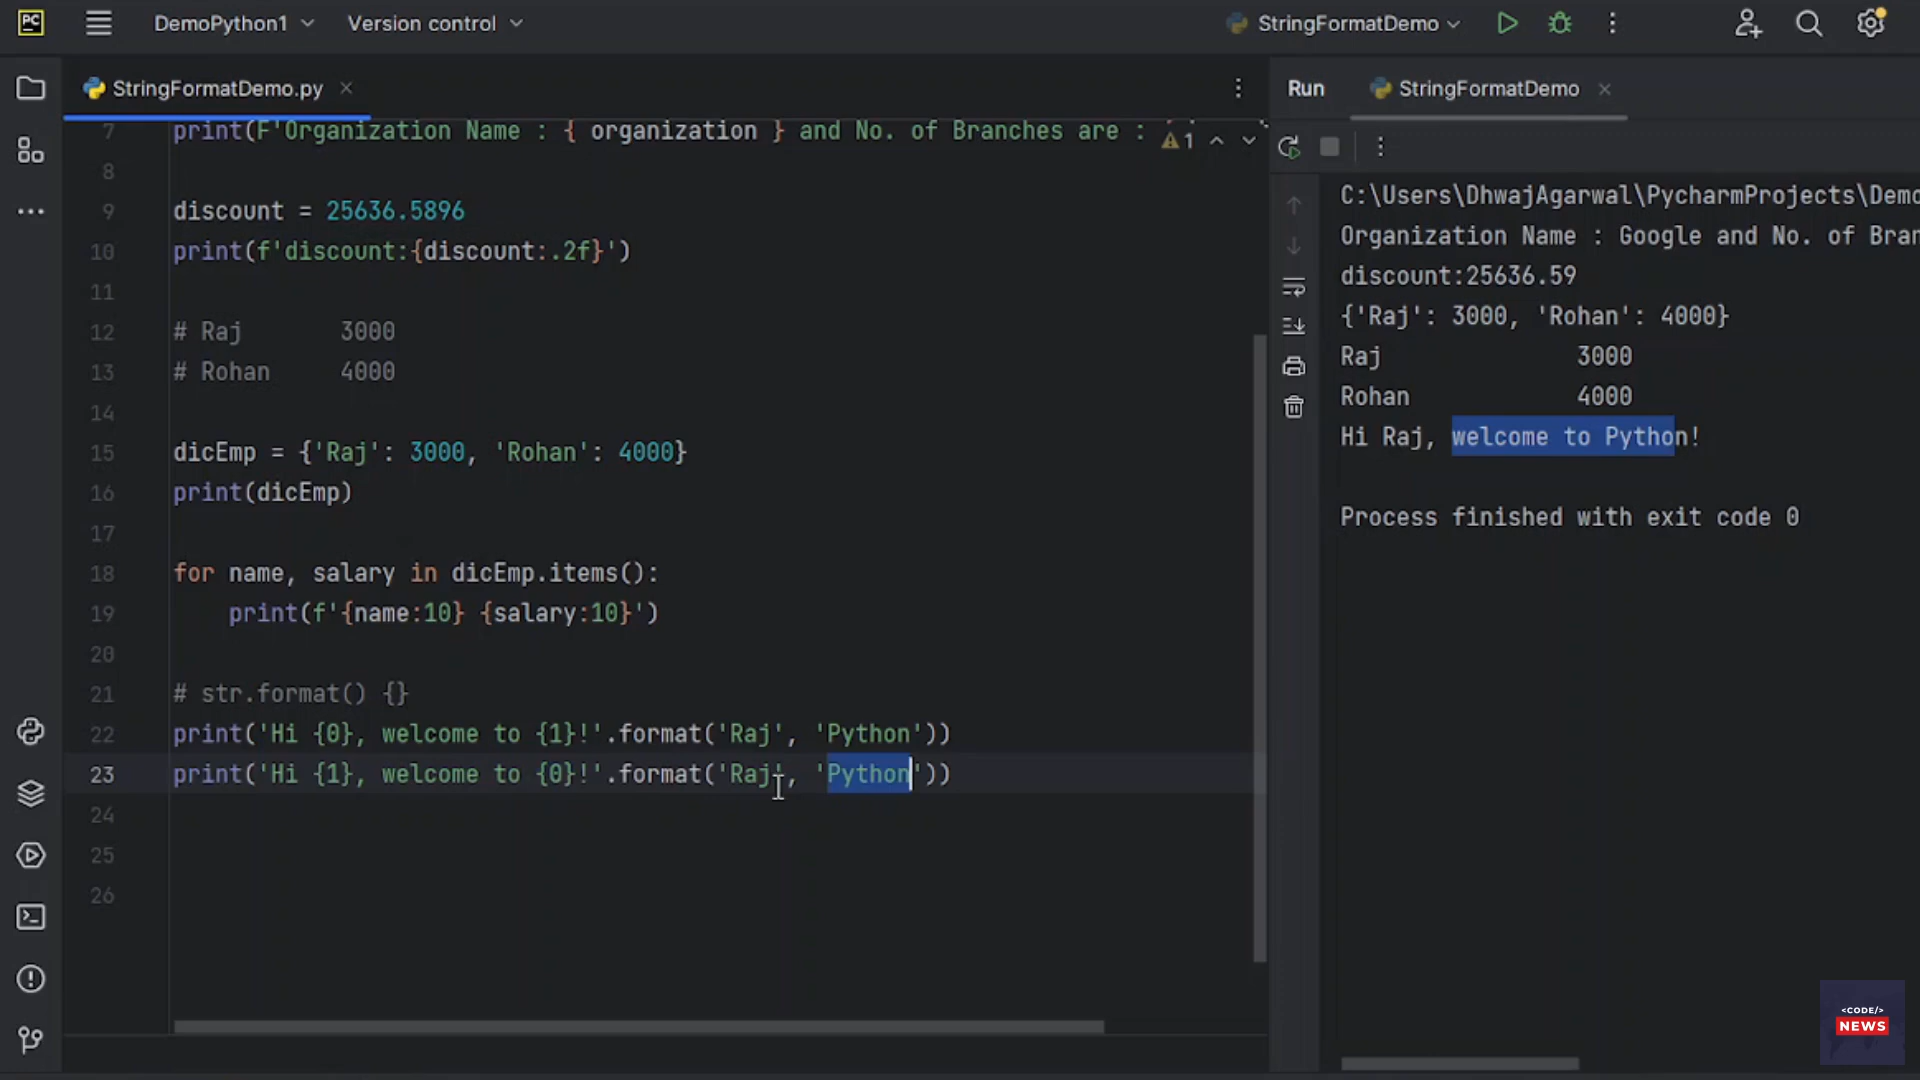 PC DemoPython1 Version control StringFormatDemo
StringFormatDemo.py Run StringFormatDemo
7 print(F'Organization Name : { organization } and No. of Branches are :
1
8
9 discount = 25636.5896
10 print(f'discount:{discount:.2f}')
11
12 # Raj 3000
13 # Rohan 4000
14
15 dicEmp = {'Raj': 3000, 'Rohan': 4000}
16 print(dicEmp)
17
18 for name, salary in dicEmp.items():
19 print(f'{name:10} {salary:10}')
20
21 # str.format() {}
22 print('Hi {0}, welcome to {1}!'.format('Raj', 'Python'))
23 print('Hi {1}, welcome to {0}!'.format('Raj', 'Python'))
24
25
26
C:\Users\DhwajAgarwal\PycharmProjects\Demo
Organization Name : Google and No. of Bran
discount:25636.59
{'Raj': 3000, 'Rohan': 4000}
Raj 3000
Rohan 4000
Hi Raj, welcome to Python!
Process finished with exit code 0
<CODE/>
NEWS